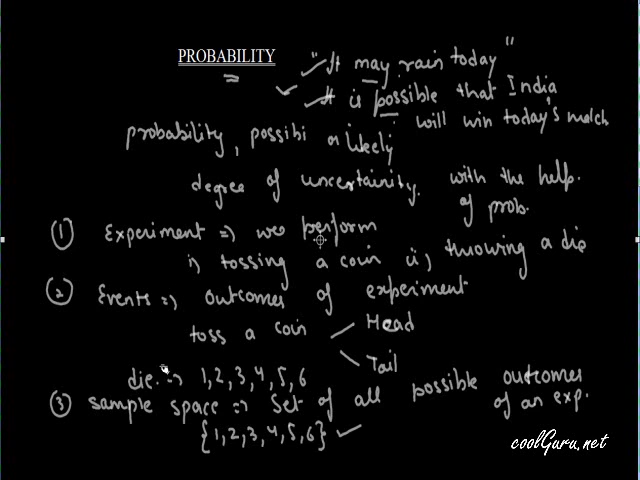 PROBABILITY
"It may rain today"
It is possible that India
will win today's match
probability, possibi or likely
degree of uncertainity. with the help
of prob.
① Experiment => we perform
i) tossing a coin ii) throwing a die
② Events => outcomes of experiment
toss a coin Head
Tail
die. => 1, 2, 3, 4, 5, 6
③ Sample space => Set of all possible outcomes
of an exp.
{1, 2, 3, 4, 5, 6}
coolGuru.net